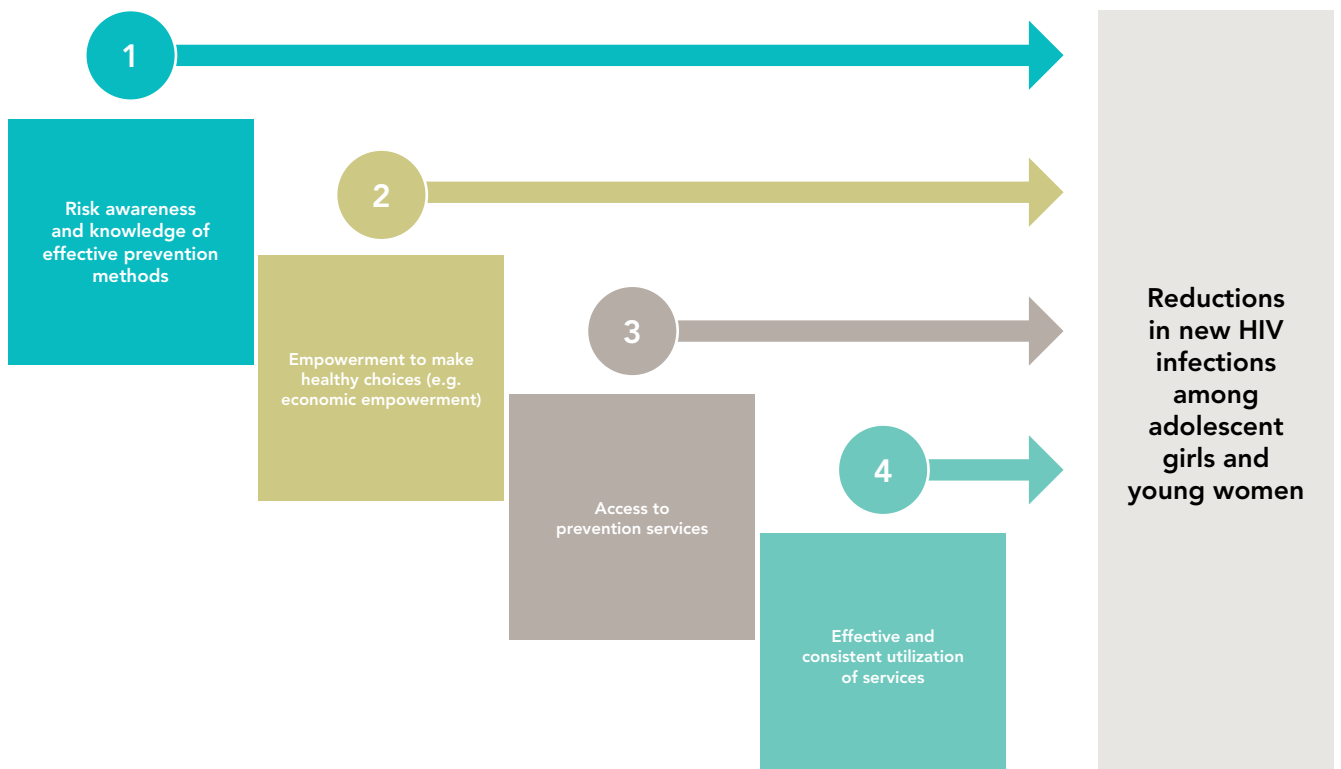 1
Risk awareness
and knowledge of
effective prevention
methods
2
Empowerment to make
healthy choices (e.g.
economic empowerment)
3
Access to
prevention services
4
Effective and
consistent utilization
of services
Reductions
in new HIV
infections
among
adolescent
girls and
young women